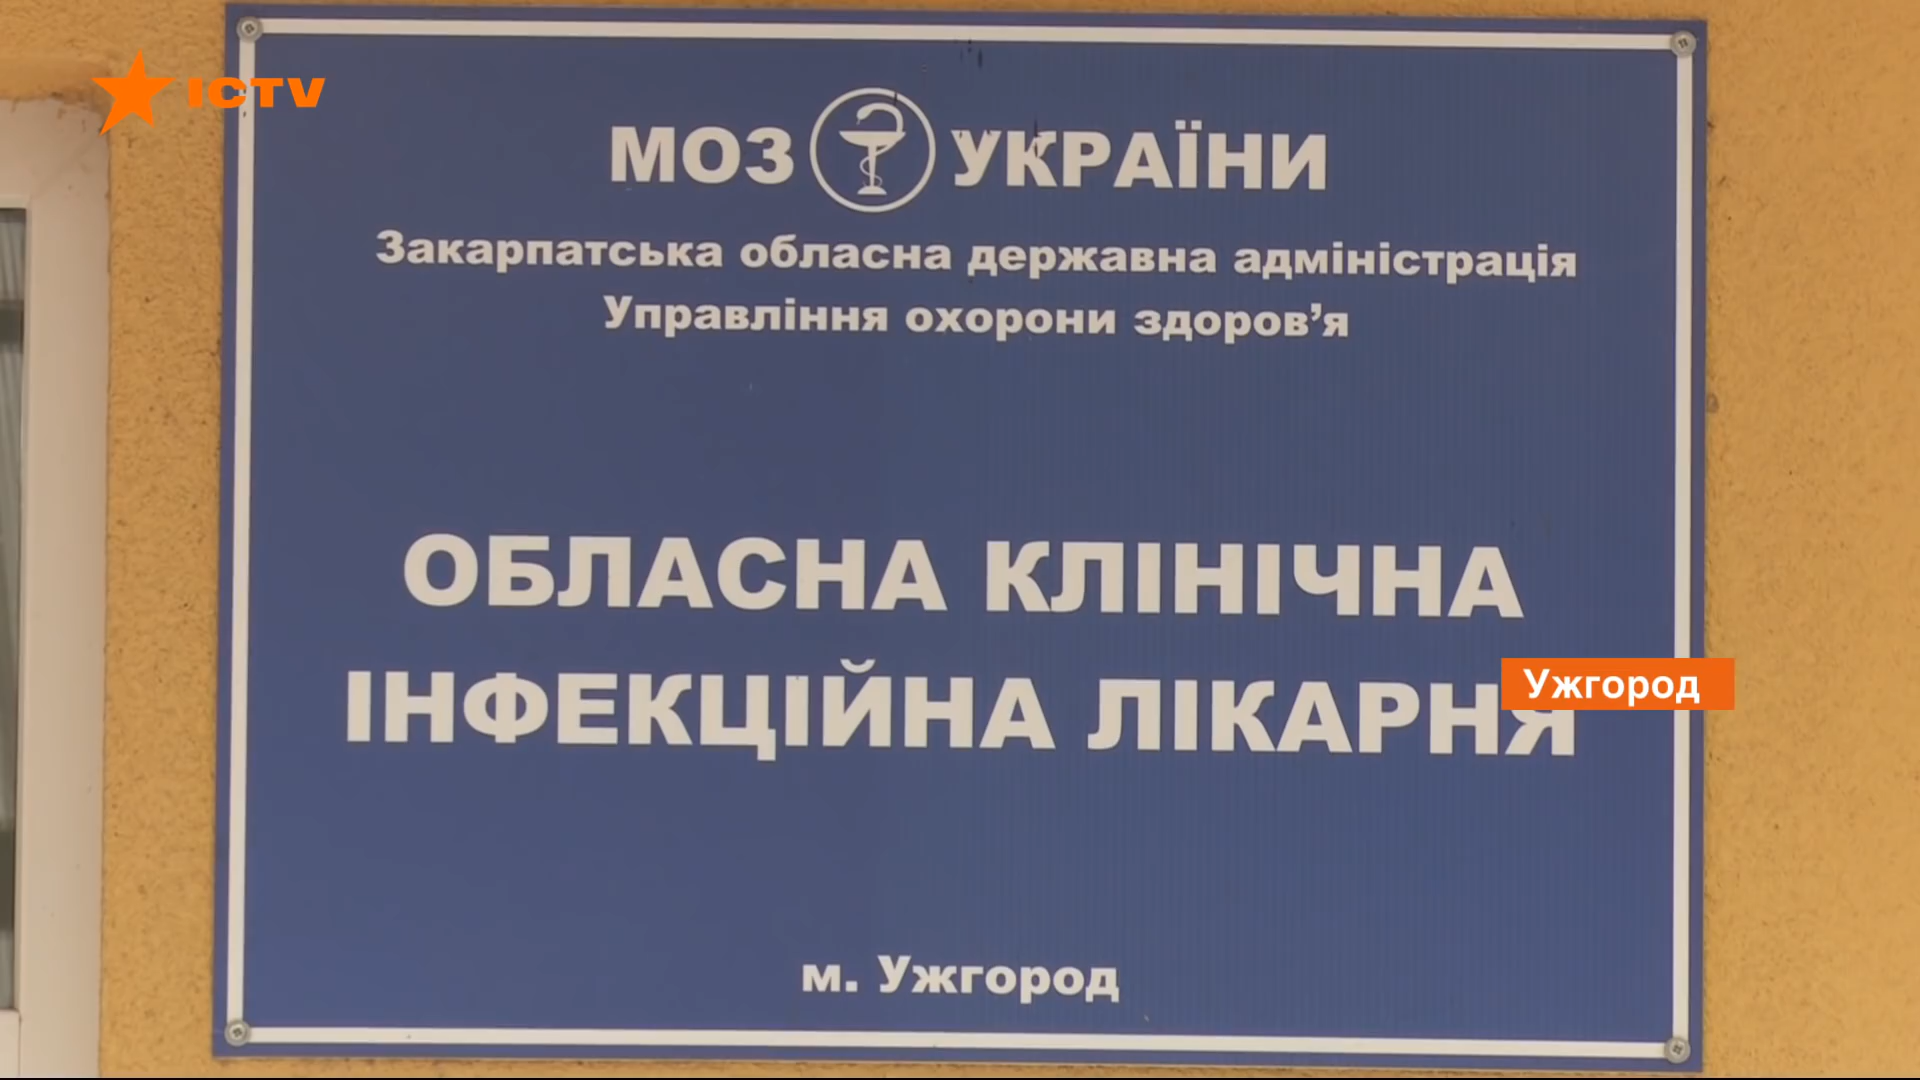 ICTV
МОЗ УКРАЇНИ
Закарпатська обласна державна адміністрація
Управління охорони здоров’я
ОБЛАСНА КЛІНІЧНА
ІНФЕКЦІЙНА ЛІКАРНЯ
Ужгород
м. Ужгород